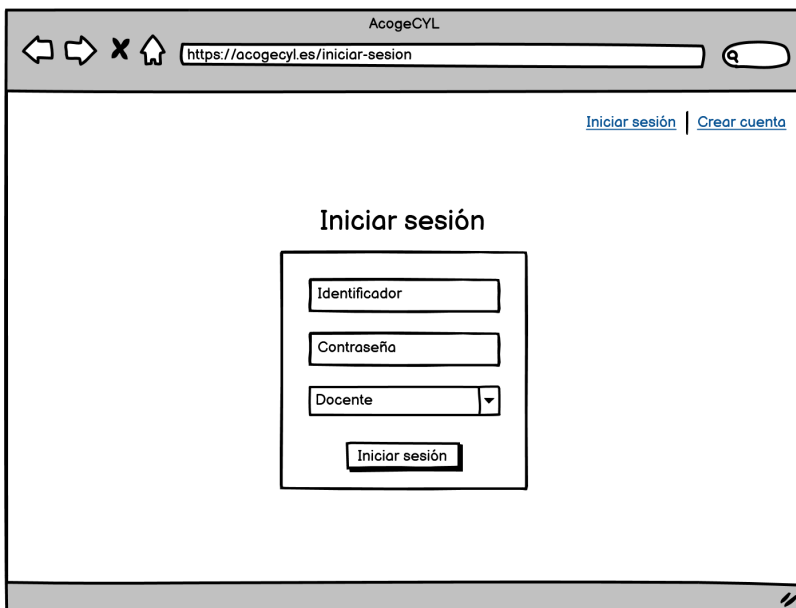 AcogeCYL
https://acogecyl.es/iniciar-sesion
Iniciar sesión Crear cuenta
Iniciar sesión
Identificador
Contraseña
Docente
Iniciar sesión